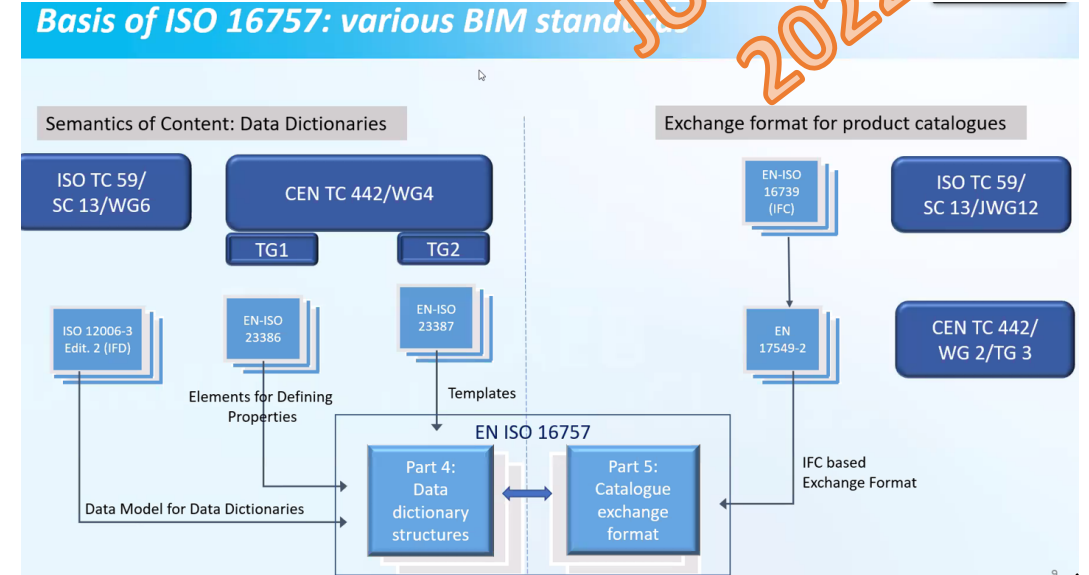 Basis of ISO 16757: various BIM standards
2022
Semantics of Content: Data Dictionaries
Exchange format for product catalogues
ISO TC 59/
SC 13/WG6
CEN TC 442/WG4
TG1
TG2
EN-ISO
16739
(IFC)
ISO TC 59/
SC 13/JWG12
ISO 12006-3
Edit. 2 (IFD)
EN-ISO
23386
EN-ISO
23387
EN
17549-2
CEN TC 442/
WG 2/TG 3
Elements for Defining
Properties
Templates
EN ISO 16757
Part 4:
Data
dictionary
structures
Part 5:
Catalogue
exchange
format
IFC based
Exchange Format
Data Model for Data Dictionaries
9